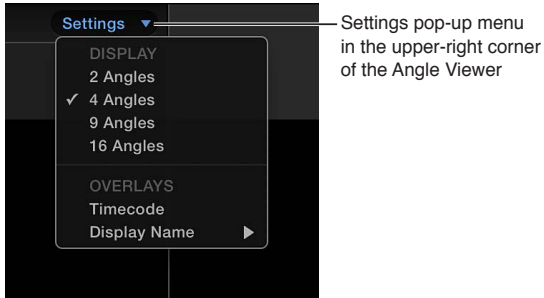 Settings
DISPLAY
2 Angles
✓ 4 Angles
9 Angles
16 Angles
OVERLAYS
Timecode
Display Name
Settings pop-up menu
in the upper-right corner
of the Angle Viewer